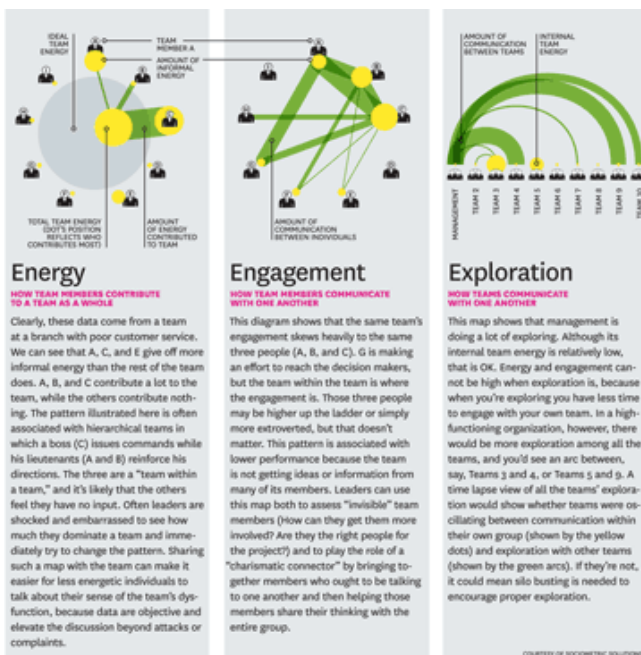 IDEAL
TEAM
ENERGY
TEAM
MEMBER A
AMOUNT OF
INFORMAL
ENERGY
TOTAL TEAM ENERGY
(DOT'S POSITION
REFLECTS WHO
CONTRIBUTES MOST)
AMOUNT
OF ENERGY
CONTRIBUTED
TO TEAM
Energy
HOW TEAM MEMBERS CONTRIBUTE
TO A TEAM AS A WHOLE
Clearly, these data come from a team
at a branch with poor customer service.
We can see that A, C, and E give off more
informal energy than the rest of the team
does. A, B, and C contribute a lot to the
team, while the others contribute noth-
ing. The pattern illustrated here is often
associated with hierarchical teams in
which a boss (C) issues commands while
his lieutenants (A and B) reinforce his
directions. The three are a "team within
a team," and it's likely that the others
feel they have no input. Often leaders are
shocked and embarrassed to see how
much they dominate a team and imme-
diately try to change the pattern. Sharing
such a map with the team can make it
easier for less energetic individuals to
talk about their sense of the team's dys-
function, because data are objective and
elevate the discussion beyond attacks or
complaints.
AMOUNT OF
COMMUNICATION
BETWEEN INDIVIDUALS
Engagement
HOW TEAM MEMBERS COMMUNICATE
WITH ONE ANOTHER
This diagram shows that the same team's
engagement skews heavily to the same
three people (A, B, and C). G is making
an effort to reach the decision makers,
but the team within the team is where
the engagement is. Those three people
may be higher up the ladder or simply
more extroverted, but that doesn't
matter. This pattern is associated with
lower performance because the team
is not getting ideas or information from
many of its members. Leaders can use
this map both to assess "invisible" team
members (How can they get them more
involved? Are they the right people for
the project?) and to play the role of a
"charismatic connector" by bringing to-
gether members who ought to be talking
to one another and then helping those
members share their thinking with the
entire group.
AMOUNT OF
COMMUNICATION
BETWEEN TEAMS
INTERNAL
TEAM
ENERGY
MANAGEMENT
TEAM 2
TEAM 3
TEAM 4
TEAM 5
TEAM 6
TEAM 7
TEAM 8
TEAM 9
TEAM 10
Exploration
HOW TEAMS COMMUNICATE
WITH ONE ANOTHER
This map shows that management is
doing a lot of exploring. Although its
internal team energy is relatively low,
that is OK. Energy and engagement can-
not be high when exploration is, because
when you're exploring you have less time
to engage with your own team. In a high-
functioning organization, however, there
would be more exploration among all the
teams, and you'd see an arc between,
say, Teams 3 and 4, or Teams 5 and 9. A
time lapse view of all the teams' explora-
tion would show whether teams were os-
cillating between communication within
their own group (shown by the yellow
dots) and exploration with other teams
(shown by the green arcs). If they're not,
it could mean silo busting is needed to
encourage proper exploration.
COURTESY OF SOCIOMETRIC SOLUTIONS